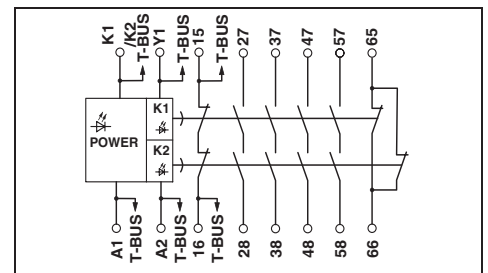 K1
/K2
T-BUS
Y1
T-BUS
15
T-BUS
27
37
47
57
65
K1
POWER
K2
A1
T-BUS
A2
T-BUS
16
T-BUS
28
38
48
58
66